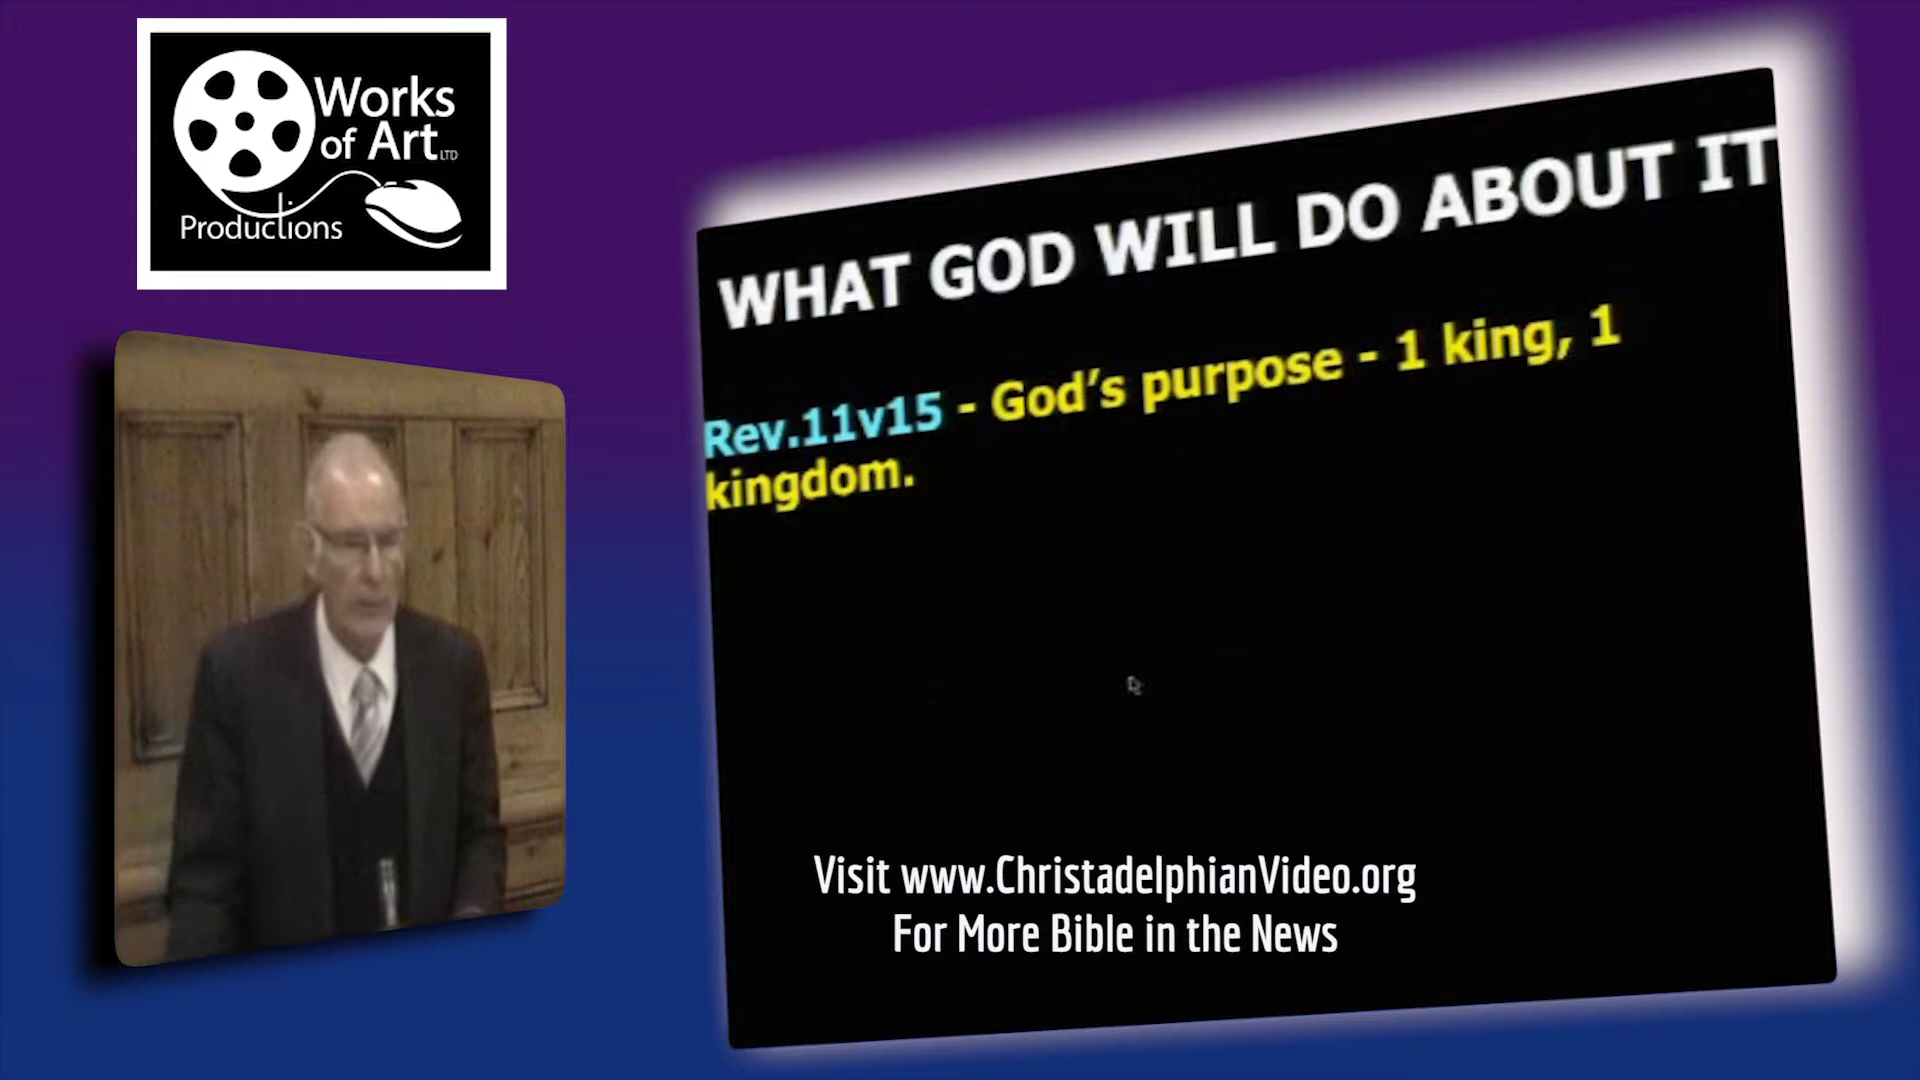 Works
of Art LTD
Productions
WHAT GOD WILL DO ABOUT IT
Rev.11v15 - God’s purpose - 1 king, 1
kingdom.
Visit www.ChristadelphianVideo.org
For More Bible in the News